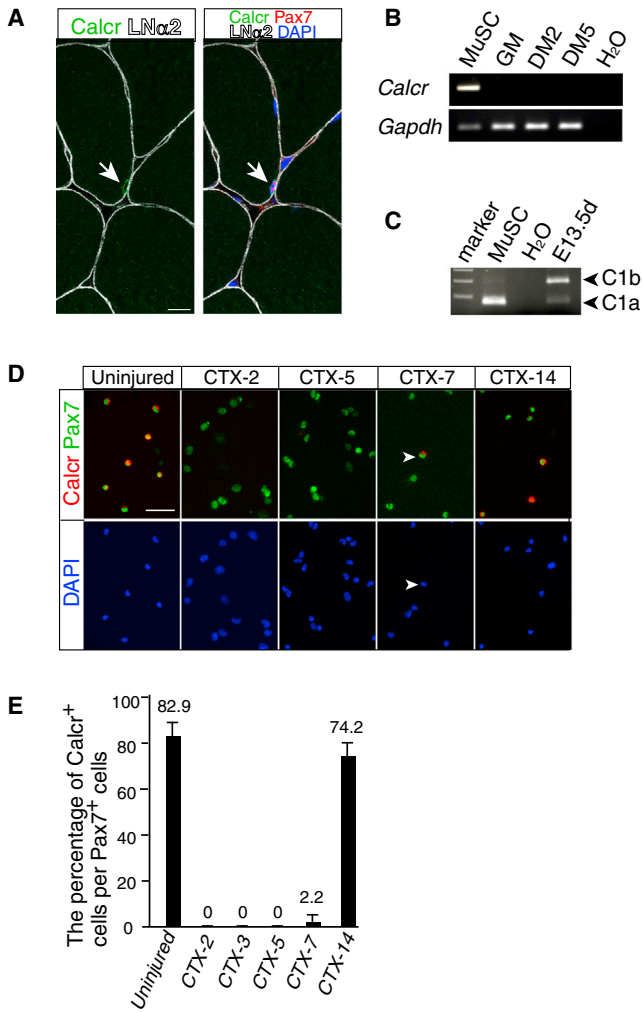 A
Calcr LNα2
Calcr Pax7
LNα2 DAPI
B
MuSC GM DM2 DM5 H₂O
Calcr
Gapdh
C
marker MuSC H₂O E13.5d
C1b
C1a
D
Uninjured CTX-2 CTX-5 CTX-7 CTX-14
Calcr Pax7
DAPI
E
The percentage of Calcr⁺
cells per Pax7⁺ cells
100
80
60
40
20
0
82.9
0
0
0
2.2
74.2
Uninjured
CTX-2
CTX-3
CTX-5
CTX-7
CTX-14